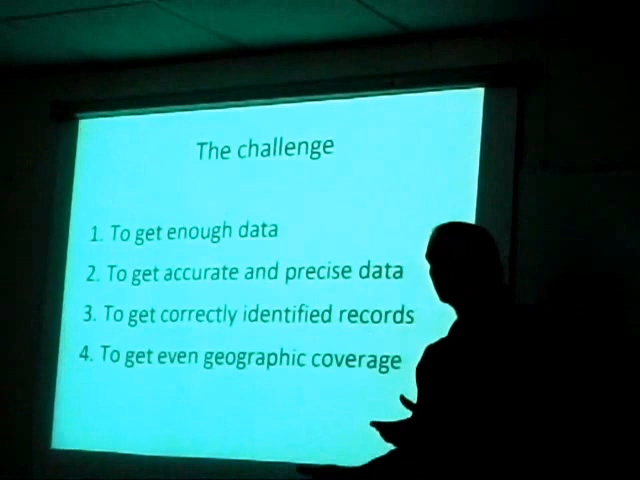 The challenge
1. To get enough data
2. To get accurate and precise data
3. To get correctly identified records
4. To get even geographic coverage